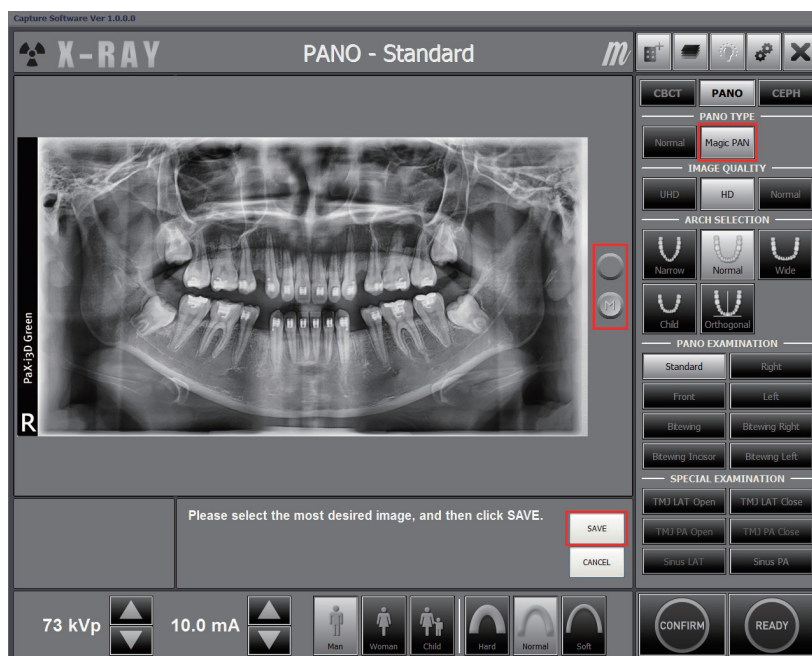 Capture Software Ver 1.0.0.0
X-RAY
PANO - Standard
m
CBCT PANO CEPH
PANO TYPE
Normal Magic PAN
IMAGE QUALITY
UHD HD Normal
ARCH SELECTION
Narrow Normal Wide
Child Orthogonal
PANO EXAMINATION
Standard Right
Front Left
Bitewing Bitewing Right
Bitewing Incisor Bitewing Left
SPECIAL EXAMINATION
TMJ LAT Open TMJ LAT Close
TMJ PA Open TMJ PA Close
Sinus LAT Sinus PA
PaX-i3D Green
R
M
Please select the most desired image, and then click SAVE.
SAVE
CANCEL
73 kVp 10.0 mA
Man Woman Child Hard Normal Soft
CONFIRM READY